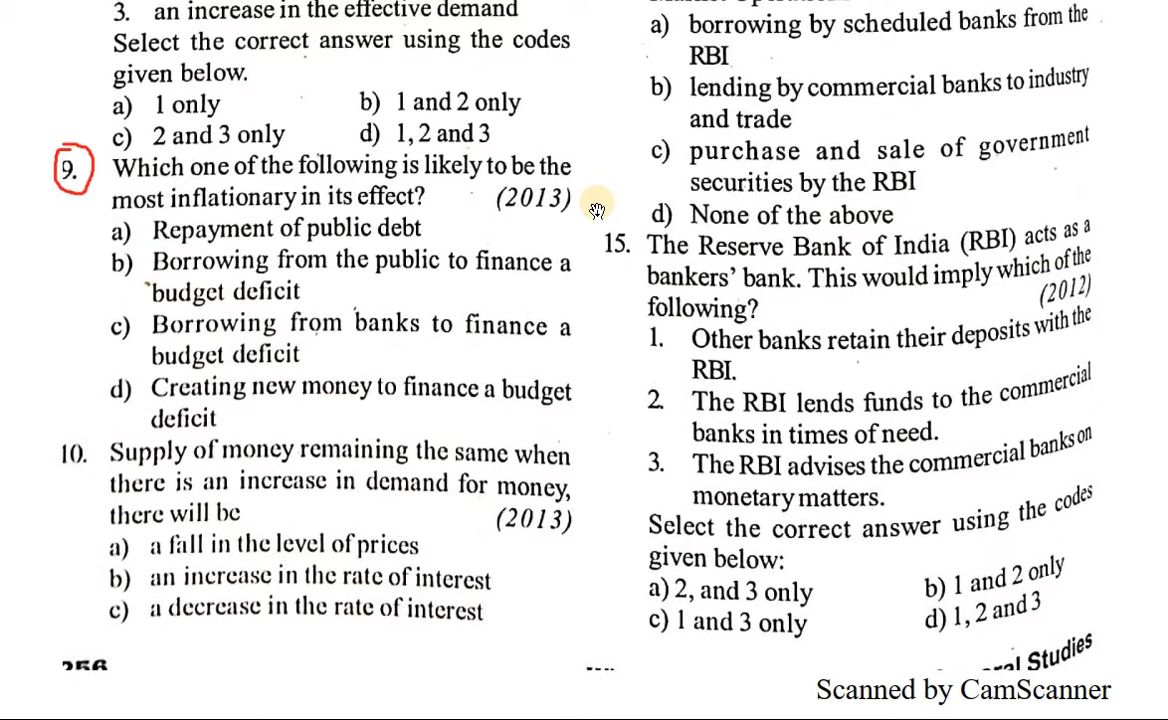 3. an increase in the effective demand
Select the correct answer using the codes
given below.
a) 1 only b) 1 and 2 only
c) 2 and 3 only d) 1, 2 and 3
9. Which one of the following is likely to be the
most inflationary in its effect? (2013)
a) Repayment of public debt
b) Borrowing from the public to finance a
budget deficit
c) Borrowing from banks to finance a
budget deficit
d) Creating new money to finance a budget
deficit
10. Supply of money remaining the same when
there is an increase in demand for money,
there will be (2013)
a) a fall in the level of prices
b) an increase in the rate of interest
c) a decrease in the rate of interest
a) borrowing by scheduled banks from the
RBI
b) lending by commercial banks to industry
and trade
c) purchase and sale of government
securities by the RBI
d) None of the above
15. The Reserve Bank of India (RBI) acts as a
bankers' bank. This would imply which of the
following? (2012)
1. Other banks retain their deposits with the
RBI.
2. The RBI lends funds to the commercial
banks in times of need.
3. The RBI advises the commercial banks on
monetary matters.
Select the correct answer using the codes
given below:
a) 2, and 3 only b) 1 and 2 only
c) 1 and 3 only d) 1, 2 and 3
Studies
Scanned by CamScanner